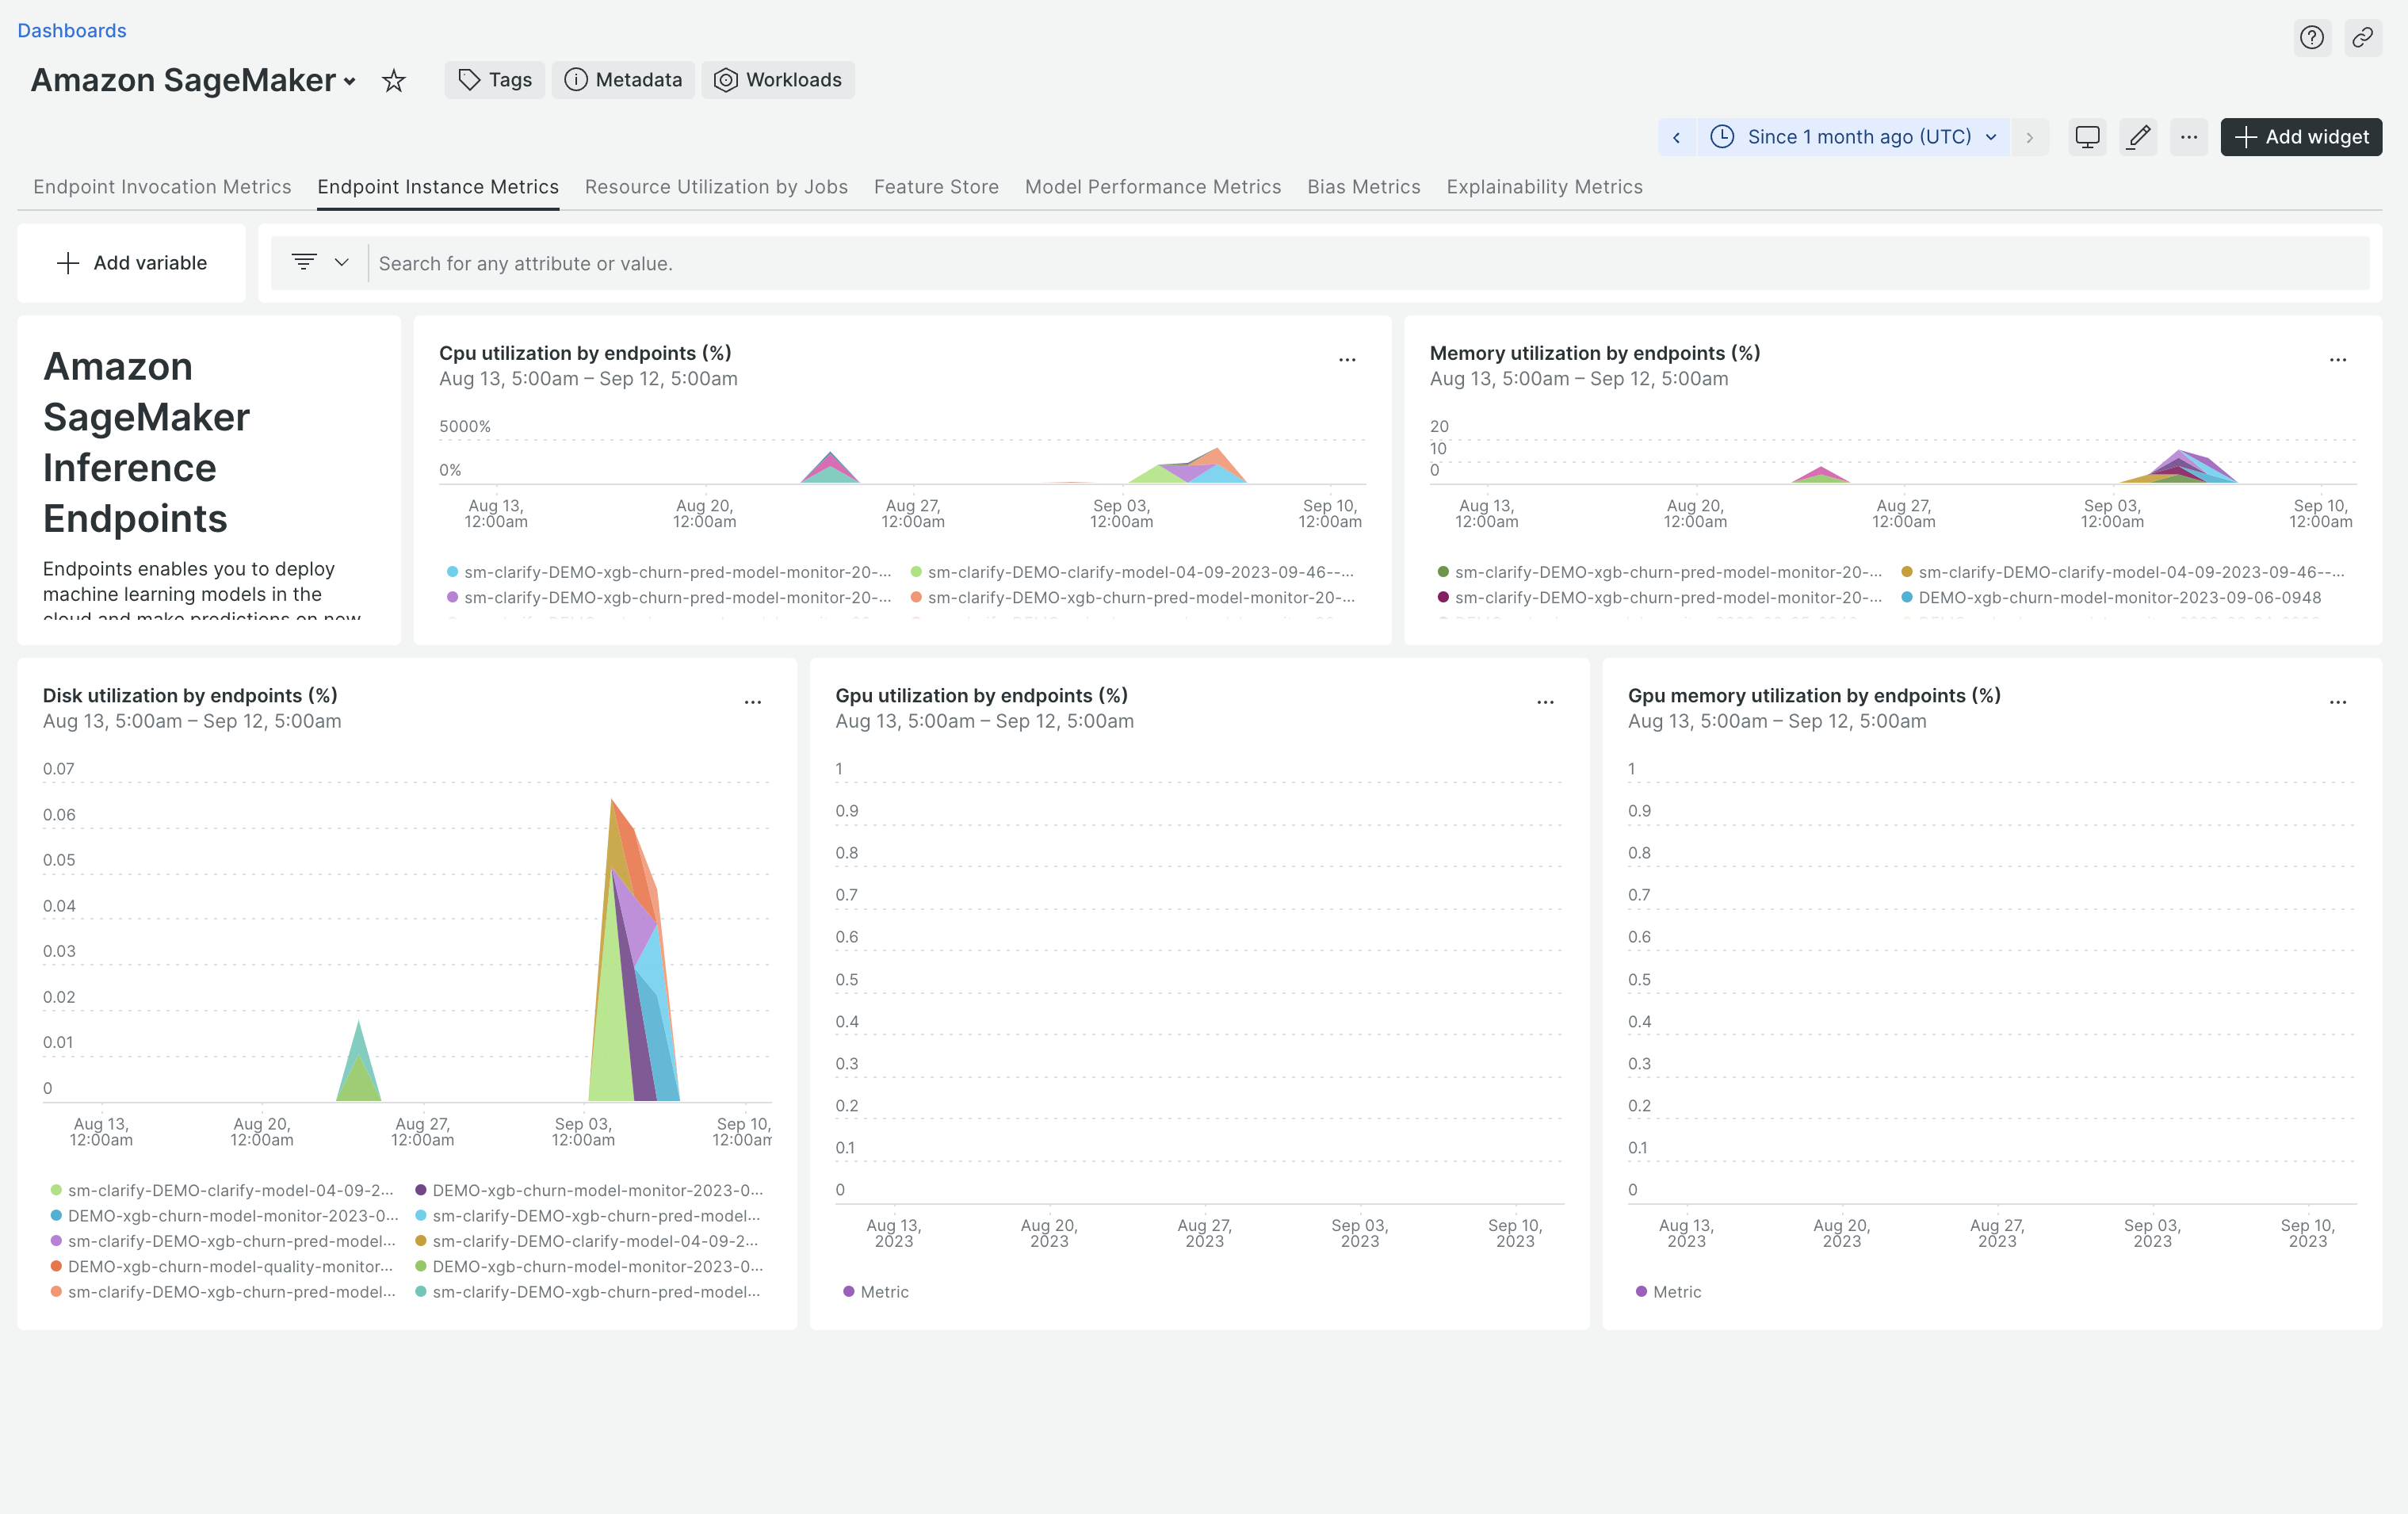 Dashboards
Amazon SageMaker
Tags
Metadata
Workloads
Since 1 month ago (UTC)
Add widget
Endpoint Invocation Metrics
Endpoint Instance Metrics
Resource Utilization by Jobs
Feature Store
Model Performance Metrics
Bias Metrics
Explainability Metrics
Add variable
Search for any attribute or value.
Amazon
SageMaker
Inference
Endpoints
Endpoints enables you to deploy
machine learning models in the
cloud and make predictions on new
Cpu utilization by endpoints (%)
Aug 13, 5:00am – Sep 12, 5:00am
5000%
0%
Aug 13,
12:00am
Aug 20,
12:00am
Aug 27,
12:00am
Sep 03,
12:00am
Sep 10,
12:00am
sm-clarify-DEMO-xgb-churn-pred-model-monitor-20-...
sm-clarify-DEMO-clarify-model-04-09-2023-09-46--...
sm-clarify-DEMO-xgb-churn-pred-model-monitor-20-...
sm-clarify-DEMO-xgb-churn-pred-model-monitor-20-...
Memory utilization by endpoints (%)
Aug 13, 5:00am – Sep 12, 5:00am
20
10
0
Aug 13,
12:00am
Aug 20,
12:00am
Aug 27,
12:00am
Sep 03,
12:00am
Sep 10,
12:00am
sm-clarify-DEMO-xgb-churn-pred-model-monitor-20-...
sm-clarify-DEMO-clarify-model-04-09-2023-09-46--...
sm-clarify-DEMO-xgb-churn-pred-model-monitor-20-...
DEMO-xgb-churn-model-monitor-2023-09-06-0948
Disk utilization by endpoints (%)
Aug 13, 5:00am – Sep 12, 5:00am
0.07
0.06
0.05
0.04
0.03
0.02
0.01
0
Aug 13,
12:00am
Aug 20,
12:00am
Aug 27,
12:00am
Sep 03,
12:00am
Sep 10,
12:00am
sm-clarify-DEMO-clarify-model-04-09-2...
DEMO-xgb-churn-model-monitor-2023-0...
DEMO-xgb-churn-model-monitor-2023-0...
sm-clarify-DEMO-xgb-churn-pred-model...
sm-clarify-DEMO-xgb-churn-pred-model...
sm-clarify-DEMO-clarify-model-04-09-2...
DEMO-xgb-churn-model-quality-monitor...
DEMO-xgb-churn-model-monitor-2023-0...
sm-clarify-DEMO-xgb-churn-pred-model...
sm-clarify-DEMO-xgb-churn-pred-model...
Gpu utilization by endpoints (%)
Aug 13, 5:00am – Sep 12, 5:00am
1
0.9
0.8
0.7
0.6
0.5
0.4
0.3
0.2
0.1
0
Aug 13,
2023
Aug 20,
2023
Aug 27,
2023
Sep 03,
2023
Sep 10,
2023
Metric
Gpu memory utilization by endpoints (%)
Aug 13, 5:00am – Sep 12, 5:00am
1
0.9
0.8
0.7
0.6
0.5
0.4
0.3
0.2
0.1
0
Aug 13,
2023
Aug 20,
2023
Aug 27,
2023
Sep 03,
2023
Sep 10,
2023
Metric